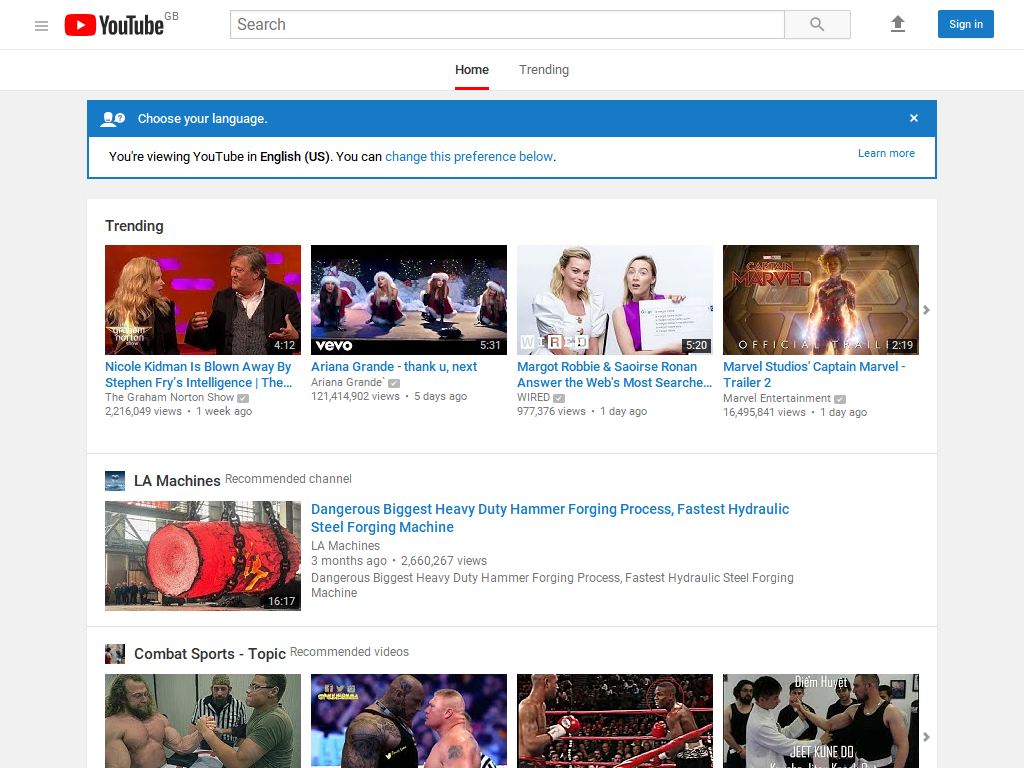 YouTube GB
Search
Sign in
Home
Trending
Choose your language.
×
You're viewing YouTube in English (US). You can change this preference below.
Learn more
Trending
graham
norton
show
4:12
vevo
5:31
WIRED
5:20
MARVEL STUDIOS
CAPTAIN
MARVEL
OFFICIAL TRAILER
2:19
Nicole Kidman Is Blown Away By
Stephen Fry's Intelligence | The...
The Graham Norton Show
2,216,049 views • 1 week ago
Ariana Grande - thank u, next
Ariana Grande`
121,414,902 views • 5 days ago
Margot Robbie & Saoirse Ronan
Answer the Web's Most Searche...
WIRED
977,376 views • 1 day ago
Marvel Studios' Captain Marvel -
Trailer 2
Marvel Entertainment
16,495,841 views • 1 day ago
LA Machines Recommended channel
16:17
Dangerous Biggest Heavy Duty Hammer Forging Process, Fastest Hydraulic
Steel Forging Machine
LA Machines
3 months ago • 2,660,267 views
Dangerous Biggest Heavy Duty Hammer Forging Process, Fastest Hydraulic Steel Forging
Machine
Combat Sports - Topic Recommended videos
Điểm Huyệt
JEET KUNE DO